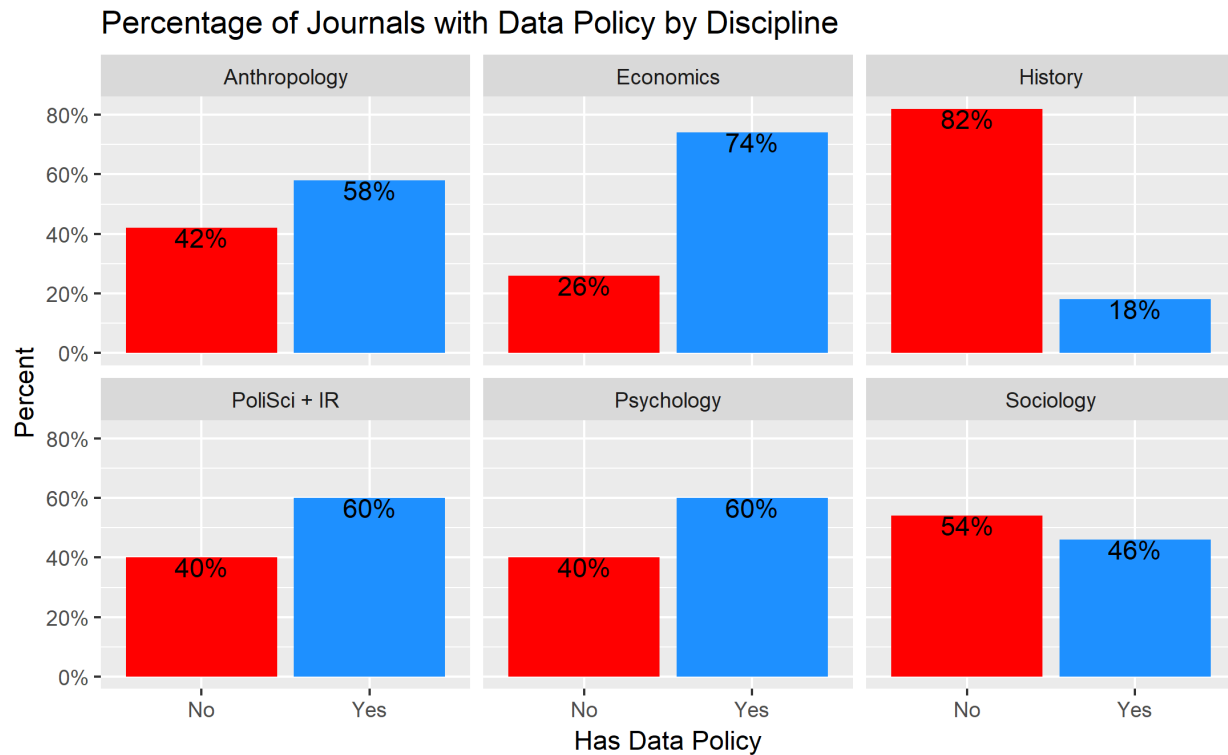 Percentage of Journals with Data Policy by Discipline
Anthropology
Economics
History
80%
60%
40%
20%
0%
42%
58%
26%
74%
82%
18%
Percent
PoliSci + IR
Psychology
Sociology
80%
60%
40%
20%
0%
40%
60%
40%
60%
54%
46%
No
Yes
No
Yes
No
Yes
Has Data Policy